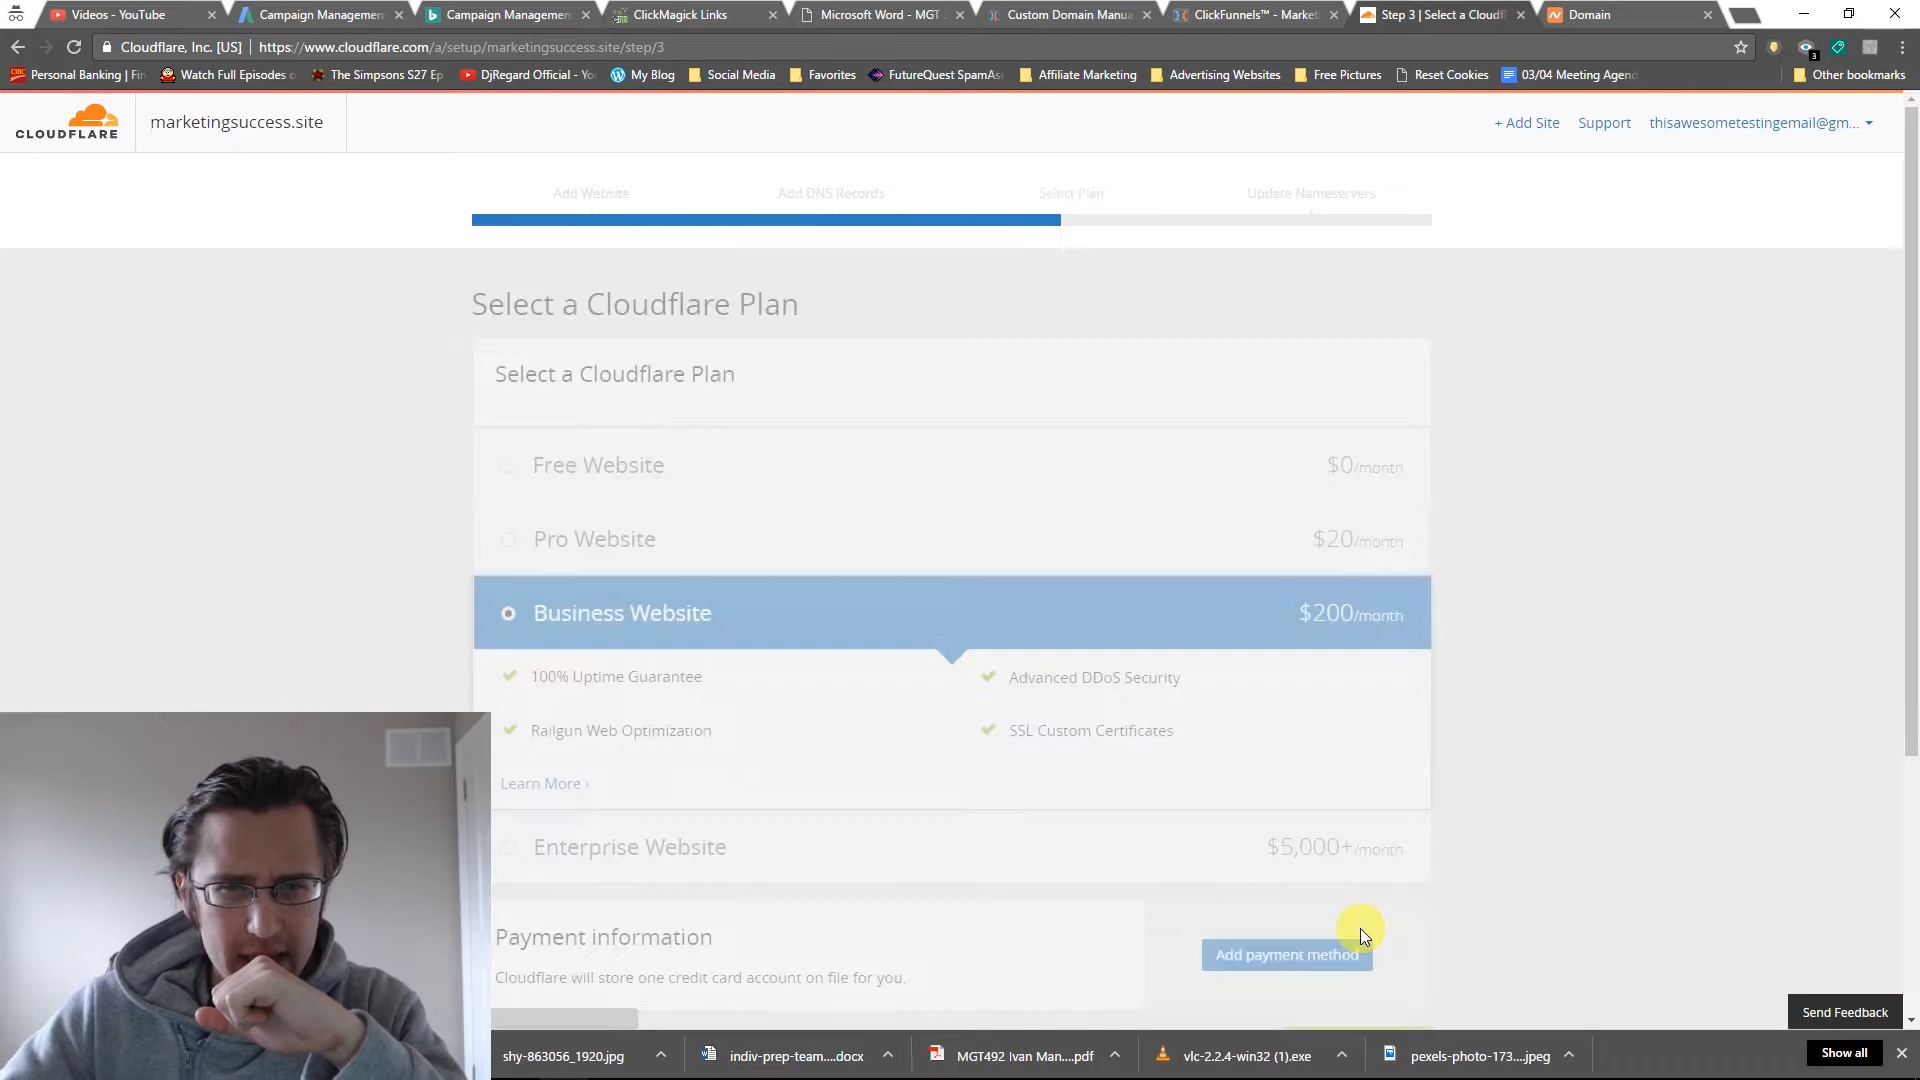 Videos - YouTube
Campaign Management
Campaign Management
ClickMagick Links
Microsoft Word - MGT
Custom Domain Manua
ClickFunnels™ - Market
Step 3 | Select a Cloudfl
Domain
Cloudflare, Inc. [US]
https://www.cloudflare.com/a/setup/marketingsuccess.site/step/3
3
CIBC
Personal Banking | Fin
Watch Full Episodes o
The Simpsons S27 Ep
DjRegard Official - Yo
My Blog
Social Media
Favorites
FutureQuest SpamAss
Affiliate Marketing
Advertising Websites
Free Pictures
Reset Cookies
03/04 Meeting Agend
Other bookmarks
CLOUDFLARE
marketingsuccess.site
+ Add Site
Support
thisawesometestingemail@gm...
Add Website
Add DNS Records
Select Plan
Update Nameservers
Select a Cloudflare Plan
Select a Cloudflare Plan
Free Website
$0/month
Pro Website
$20/month
Business Website
$200/month
100% Uptime Guarantee
Advanced DDoS Security
Railgun Web Optimization
SSL Custom Certificates
Learn More ›
Enterprise Website
$5,000+/month
Payment information
Cloudflare will store one credit card account on file for you.
Add payment method
Send Feedback
shy-863056_1920.jpg
indiv-prep-team....docx
MGT492 Ivan Man....pdf
vlc-2.2.4-win32 (1).exe
pexels-photo-173....jpeg
Show all